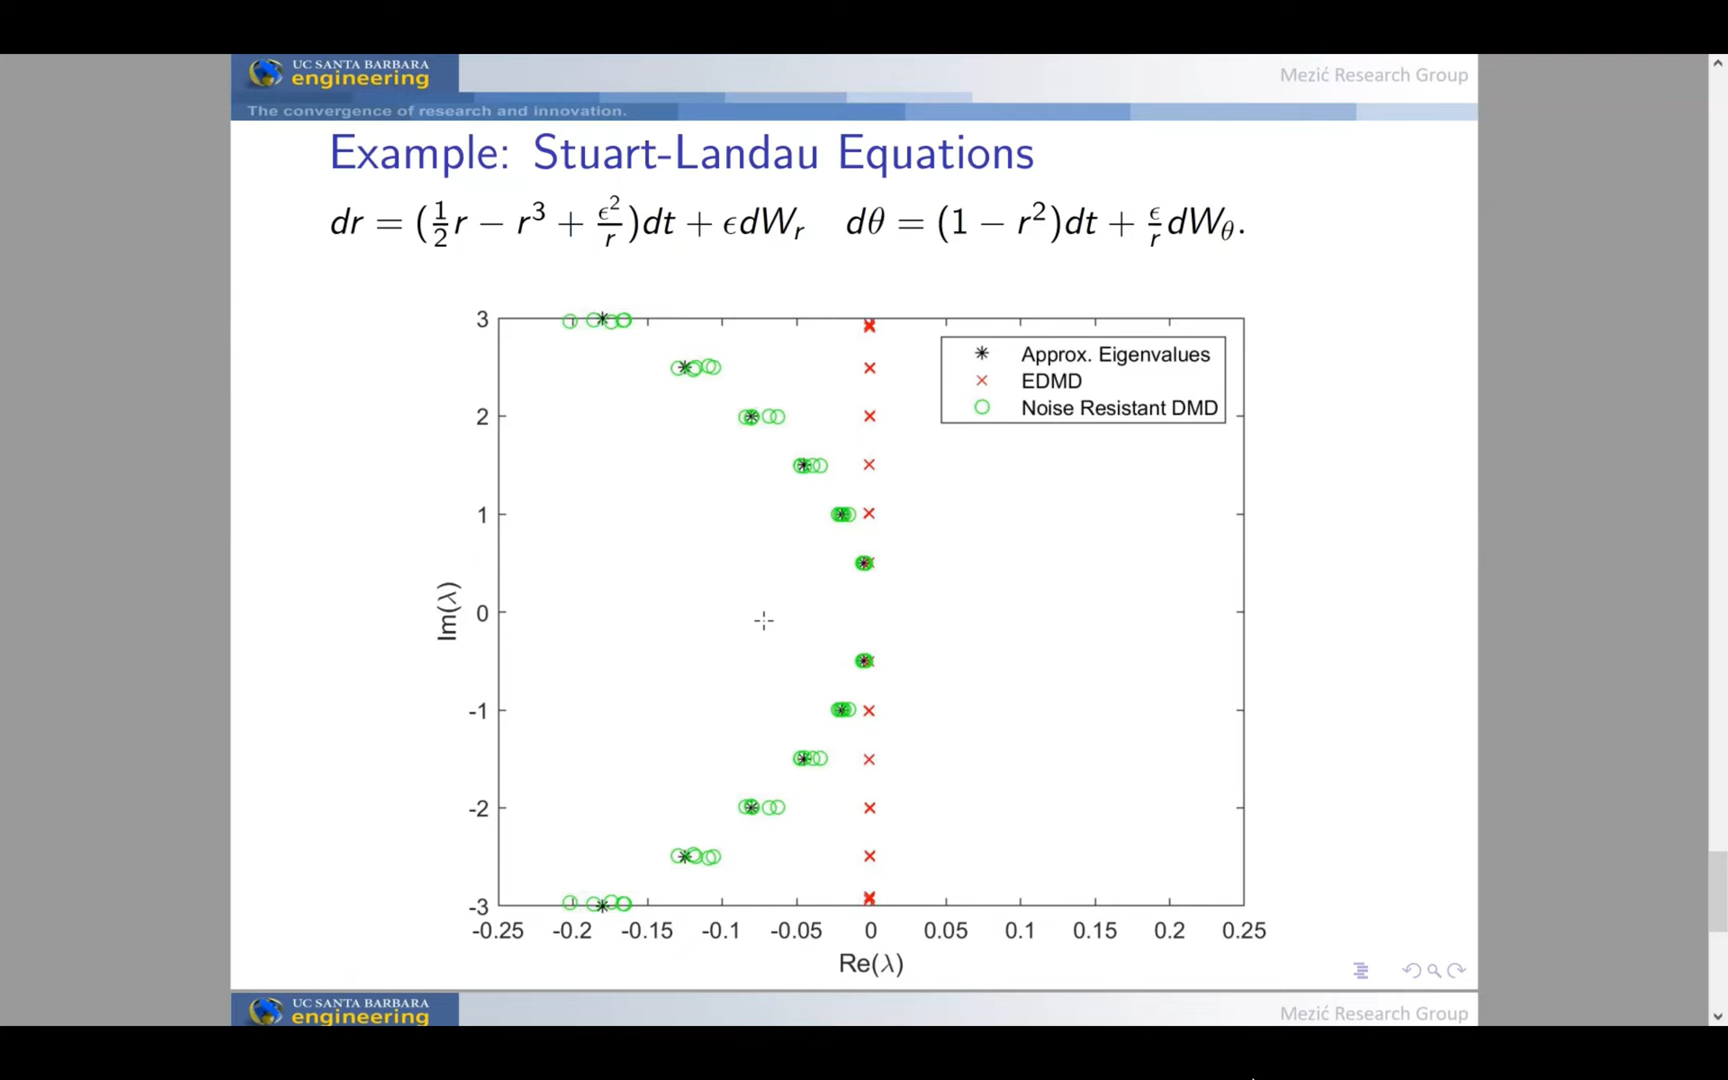 UC SANTA BARBARA
engineering
Mezić Research Group
The convergence of research and innovation.
Example: Stuart-Landau Equations
dr = (½r − r³ + ϵ²/r)dt + ϵdWᵣ dθ = (1 − r²)dt + ϵ/r dW_θ.
3
2
1
0
-1
-2
-3
Im(λ)
Approx. Eigenvalues
EDMD
Noise Resistant DMD
-0.25 -0.2 -0.15 -0.1 -0.05 0 0.05 0.1 0.15 0.2 0.25
Re(λ)
UC SANTA BARBARA
engineering
Mezić Research Group